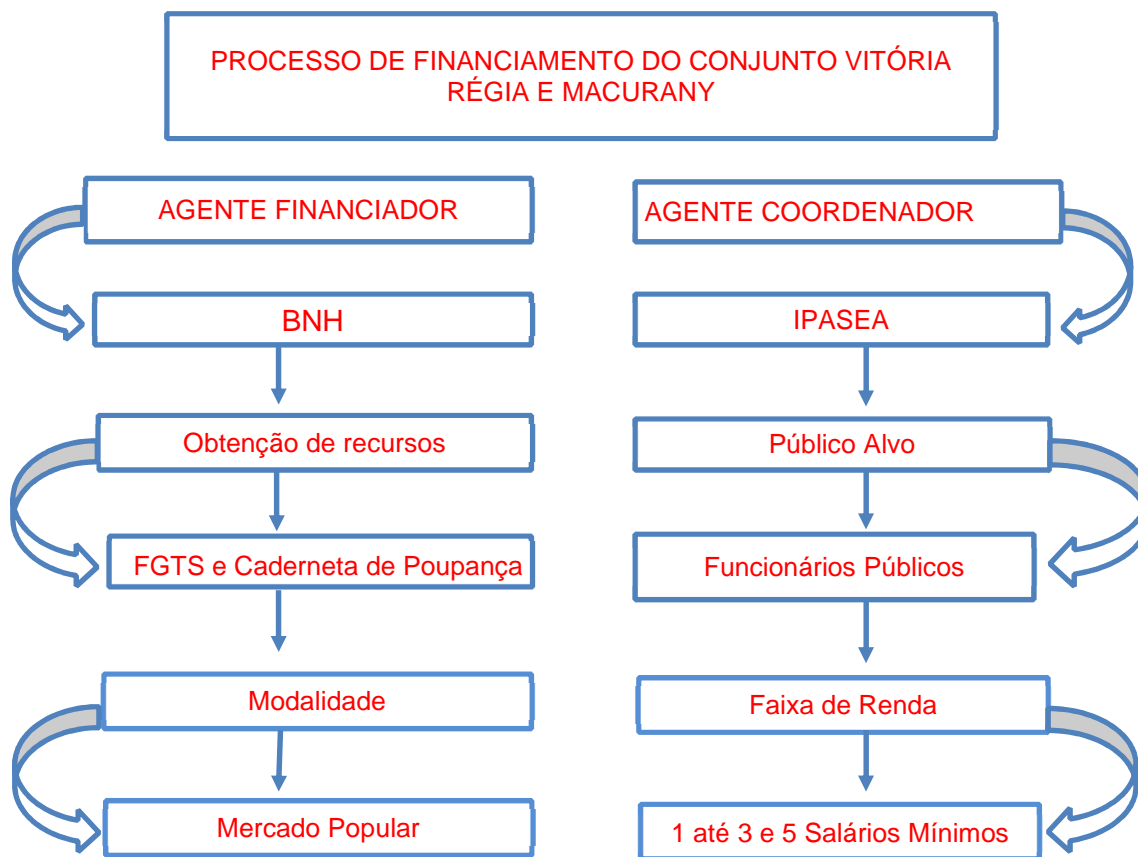 PROCESSO DE FINANCIAMENTO DO CONJUNTO VITÓRIA
RÉGIA E MACURANY
AGENTE FINANCIADOR
AGENTE COORDENADOR
BNH
IPASEA
Obtenção de recursos
Público Alvo
FGTS e Caderneta de Poupança
Funcionários Públicos
Modalidade
Faixa de Renda
Mercado Popular
1 até 3 e 5 Salários Mínimos